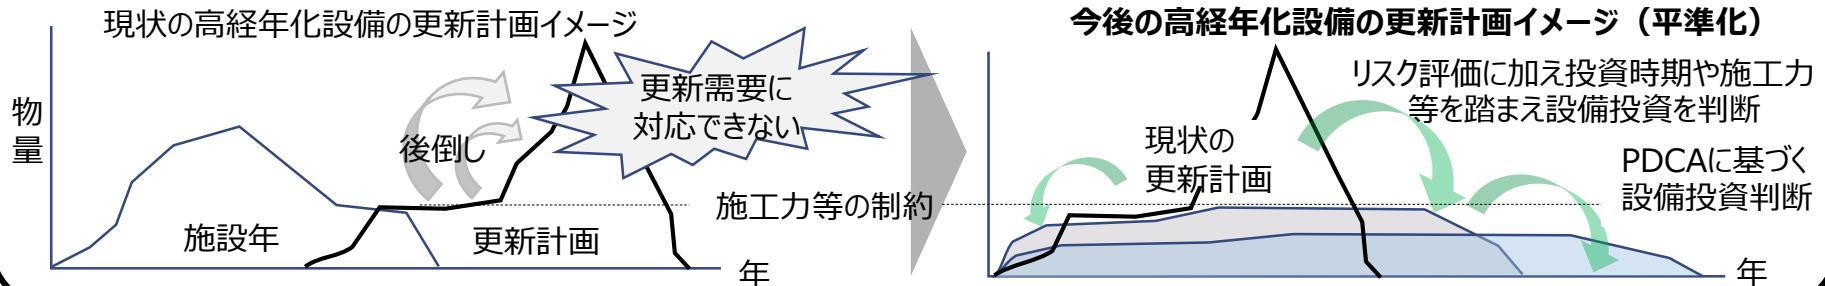 現状の高経年化設備の更新計画イメージ
物
量
更新需要に
対応できない
後倒し
施設年
更新計画
施工力等の制約
年
今後の高経年化設備の更新計画イメージ（平準化）
リスク評価に加え投資時期や施工力
等を踏まえ設備投資を判断
現状の
更新計画
PDCAに基づく
設備投資判断
年